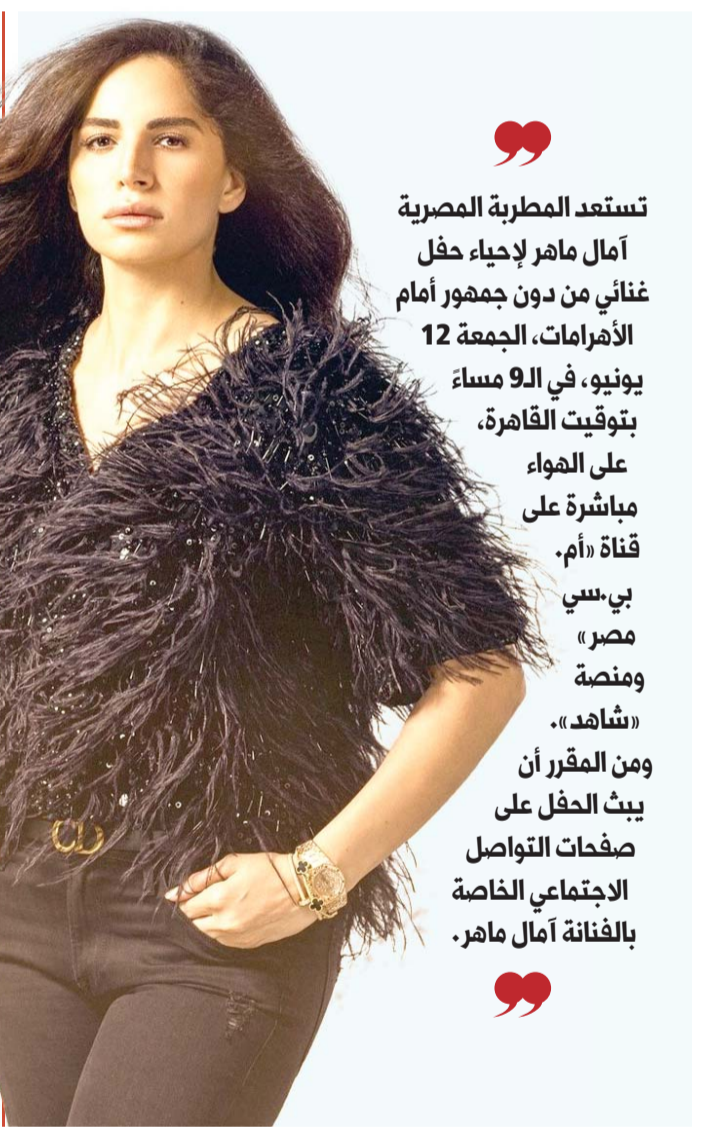 تستعد المطربة المصرية
آمال ماهر لإحياء حفل
غنائي من دون جمهور أمام
الأهرامات، الجمعة 12
يونيو، في الـ9 مساءً
بتوقيت القاهرة،
على الهواء
مباشرة على
قناة «أم.
بي.سي
مصر»
ومنصة
«شاهد».
ومن المقرر أن
يبث الحفل على
صفحات التواصل
الاجتماعي الخاصة
بالفنانة آمال ماهر.